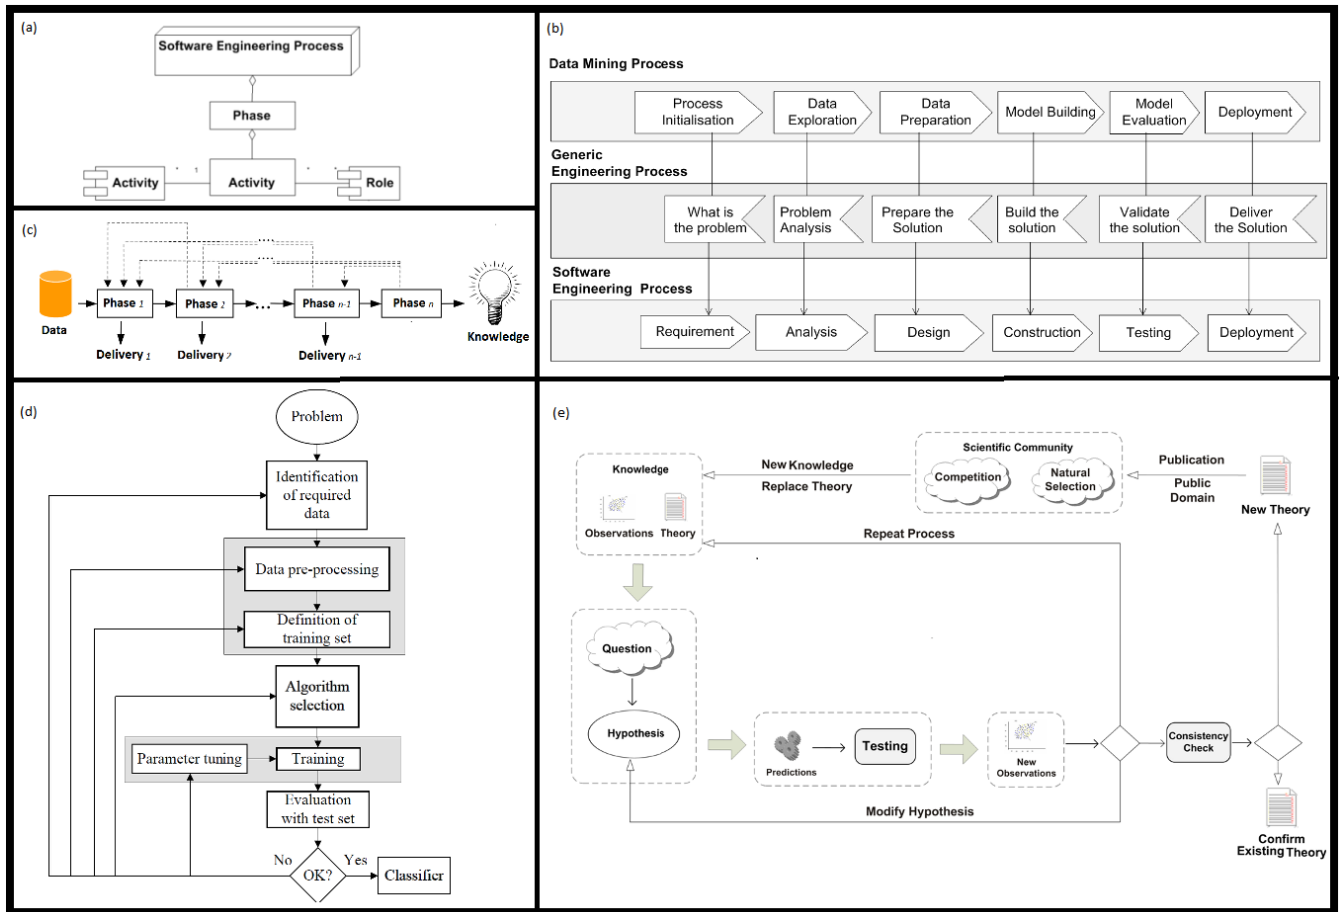 (a)
Software Engineering Process
Phase
Activity
* 1
Activity
* *
Role
(b)
Data Mining Process
Process
Initialisation
Data
Exploration
Data
Preparation
Model Building
Model
Evaluation
Deployment
Generic
Engineering Process
What is
the problem
Problem
Analysis
Prepare the
Solution
Build the
solution
Validate
the solution
Deliver
the Solution
Software
Engineering Process
Requirement
Analysis
Design
Construction
Testing
Deployment
(c)
Data
Phase 1
Phase 2
...
Phase n-1
Phase n
Knowledge
...
...
Delivery 1
Delivery 2
Delivery n-1
(d)
Problem
Identification
of required
data
Data pre-processing
Definition of
training set
Algorithm
selection
Parameter tuning
Training
Evaluation
with test set
No
OK?
Yes
Classifier
(e)
Knowledge
Observations
Theory
New Knowledge
Replace Theory
Scientific Community
Competition
Natural
Selection
Publication
Public
Domain
New Theory
Repeat Process
Question
Hypothesis
Predictions
Testing
New
Observations
Consistency
Check
Modify Hypothesis
Confirm
Existing Theory